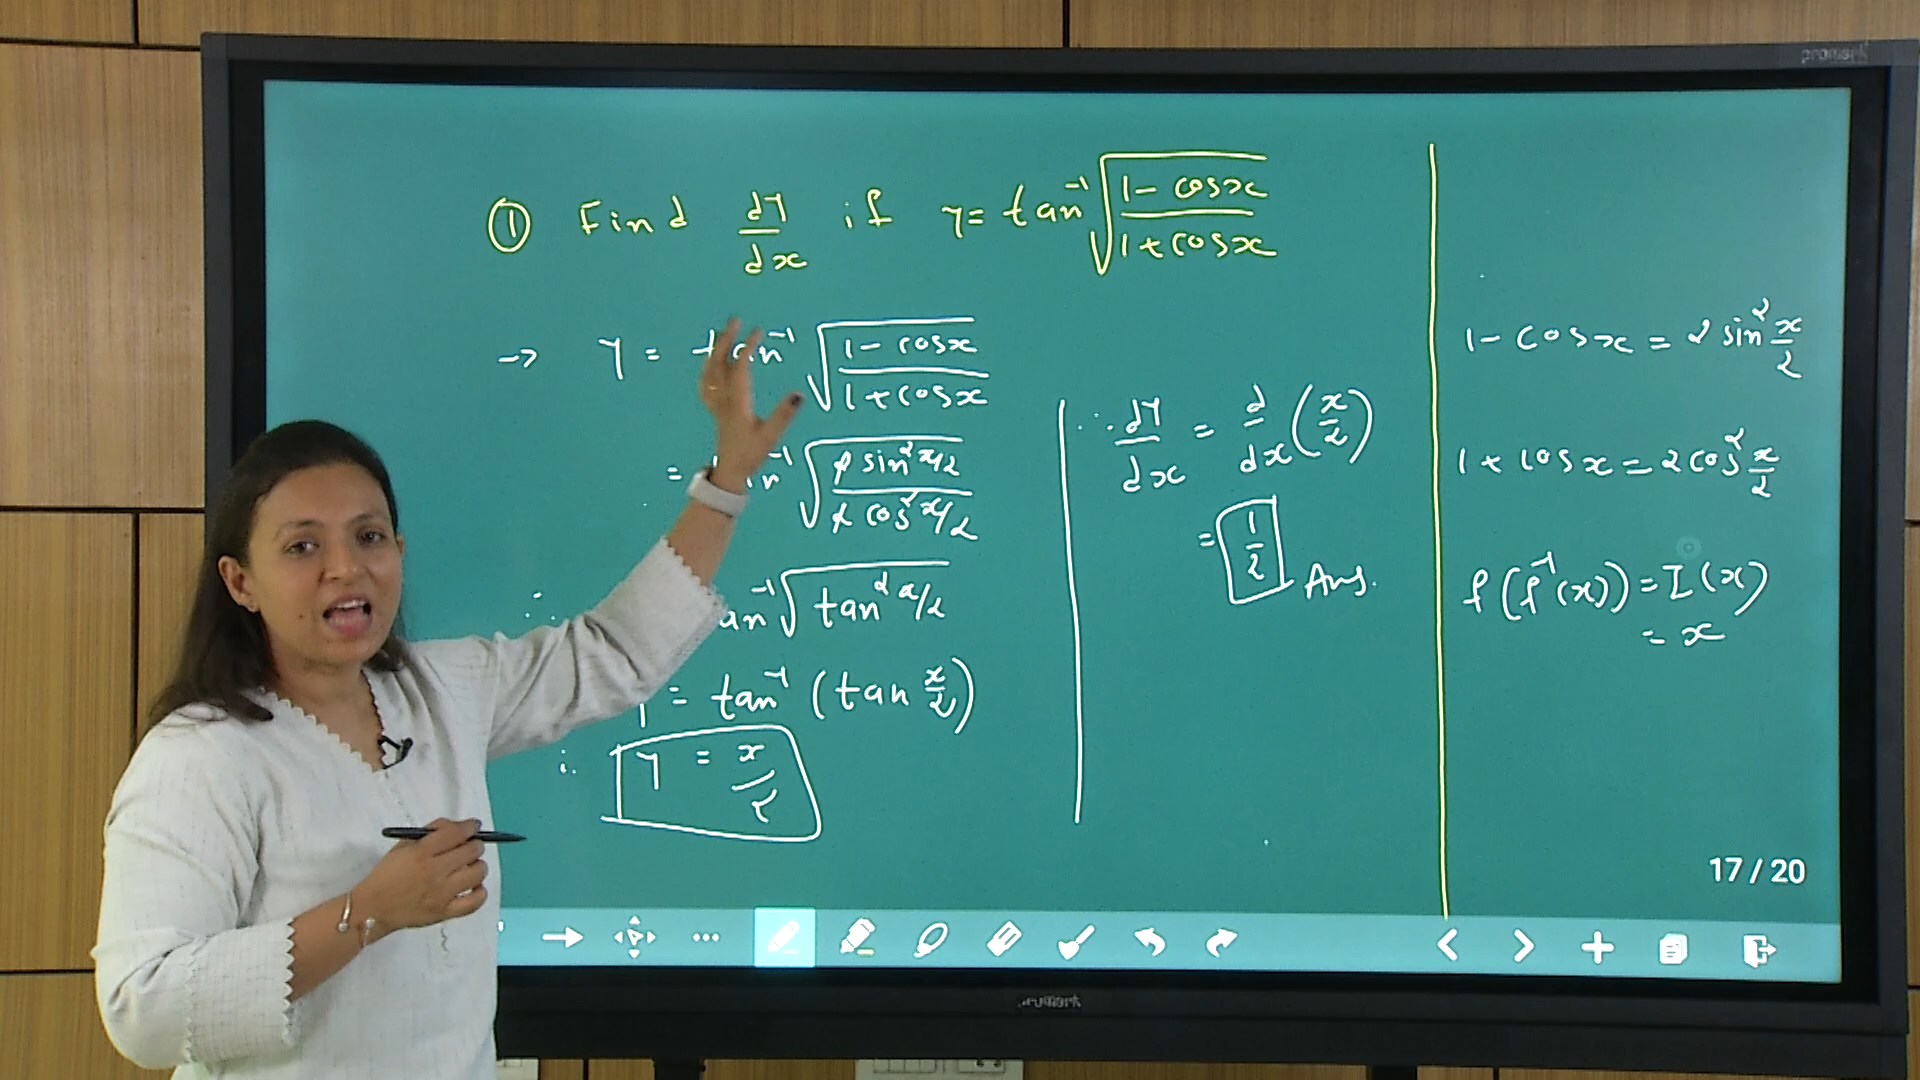 promark
① Find dy/dx if y = tan⁻¹ √((1 - cosx)/(1 + cosx))
→ y = tan⁻¹ √((1 - cosx)/(1 + cosx))
= tan⁻¹ √((2 sin² x/2)/(2 cos² x/2))
∴ tan⁻¹ √(tan² x/2)
y = tan⁻¹ (tan x/2)
∴ y = x/2
∴ dy/dx = d/dx (x/2)
= 1/2 Ans.
1 - cosx = 2 sin² x/2
1 + cosx = 2 cos² x/2
f(f⁻¹(x)) = I(x)
= x
17 / 20
promark